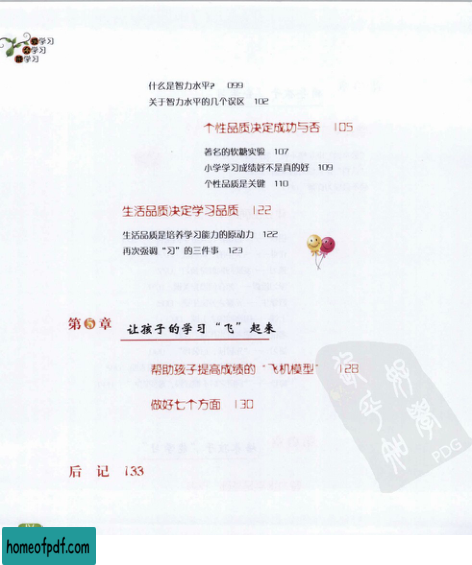 学习
学习
学习
什么是智力水平? 099
关于智力水平的几个误区 102
个性品质决定成功与否 105
著名的软糖实验 107
小学学习成绩好不是真的好 109
个性品质是关键 110
生活品质决定学习品质 122
生活品质是培养学习能力的原动力 122
再次强调“习”的三件事 123
第5章 让孩子的学习“飞”起来
帮助孩子提高成绩的“飞机模型” 128
做好七个方面 130
后记 133
PDG
homeofpdf.com